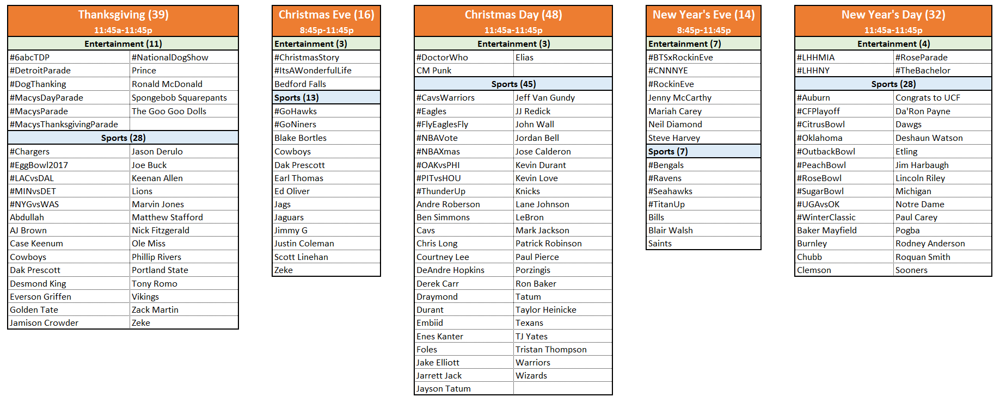 Thanksgiving (39)
11:45a-11:45p
Entertainment (11)
#6abcTDP #NationalDogShow
#DetroitParade Prince
#DogThanking Ronald McDonald
#MacysDayParade Spongebob Squarepants
#MacysParade The Goo Goo Dolls
#MacysThanksgivingParade
Sports (28)
#Chargers Jason Derulo
#EggBowl2017 Joe Buck
#LACvsDAL Keenan Allen
#MINvsDET Lions
#NYGvsWAS Marvin Jones
Abdullah Matthew Stafford
AJ Brown Nick Fitzgerald
Case Keenum Ole Miss
Cowboys Phillip Rivers
Dak Prescott Portland State
Desmond King Tony Romo
Everson Griffen Vikings
Golden Tate Zack Martin
Jamison Crowder Zeke
Christmas Eve (16)
8:45p-11:45p
Entertainment (3)
#ChristmasStory
#ItsAWonderfulLife
Bedford Falls
Sports (13)
#GoHawks
#GoNiners
Blake Bortles
Cowboys
Dak Prescott
Earl Thomas
Ed Oliver
Jags
Jaguars
Jimmy G
Justin Coleman
Scott Linehan
Zeke
Christmas Day (48)
11:45a-11:45p
Entertainment (3)
#DoctorWho Elias
CM Punk
Sports (45)
#CavsWarriors Jeff Van Gundy
#Eagles JJ Redick
#FlyEaglesFly John Wall
#NBAVote Jordan Bell
#NBAXmas Jose Calderon
#OAKvsPHI Kevin Durant
#PITvsHOU Kevin Love
#ThunderUp Knicks
Andre Roberson Lane Johnson
Ben Simmons LeBron
Cavs Mark Jackson
Chris Long Patrick Robinson
Courtney Lee Paul Pierce
DeAndre Hopkins Porzingis
Derek Carr Ron Baker
Draymond Tatum
Durant Taylor Heinicke
Embiid Texans
Enes Kanter TJ Yates
Foles Tristan Thompson
Jake Elliott Warriors
Jarrett Jack Wizards
Jayson Tatum
New Year's Eve (14)
8:45p-11:45p
Entertainment (7)
#BTSxRockinEve
#CNNNYE
#RockinEve
Jenny McCarthy
Mariah Carey
Neil Diamond
Steve Harvey
Sports (7)
#Bengals
#Ravens
#Seahawks
#TitanUp
Bills
Blair Walsh
Saints
New Year's Day (32)
11:45a-11:45p
Entertainment (4)
#LHHMIA #RoseParade
#LHHNY #TheBachelor
Sports (28)
#Auburn Congrats to UCF
#CFPlayoff Da'Ron Payne
#CitrusBowl Dawgs
#Oklahoma Deshaun Watson
#OutbackBowl Etling
#PeachBowl Jim Harbaugh
#RoseBowl Lincoln Riley
#SugarBowl Michigan
#UGAvsOK Notre Dame
#WinterClassic Paul Carey
Baker Mayfield Pogba
Burnley Rodney Anderson
Chubb Roquan Smith
Clemson Sooners